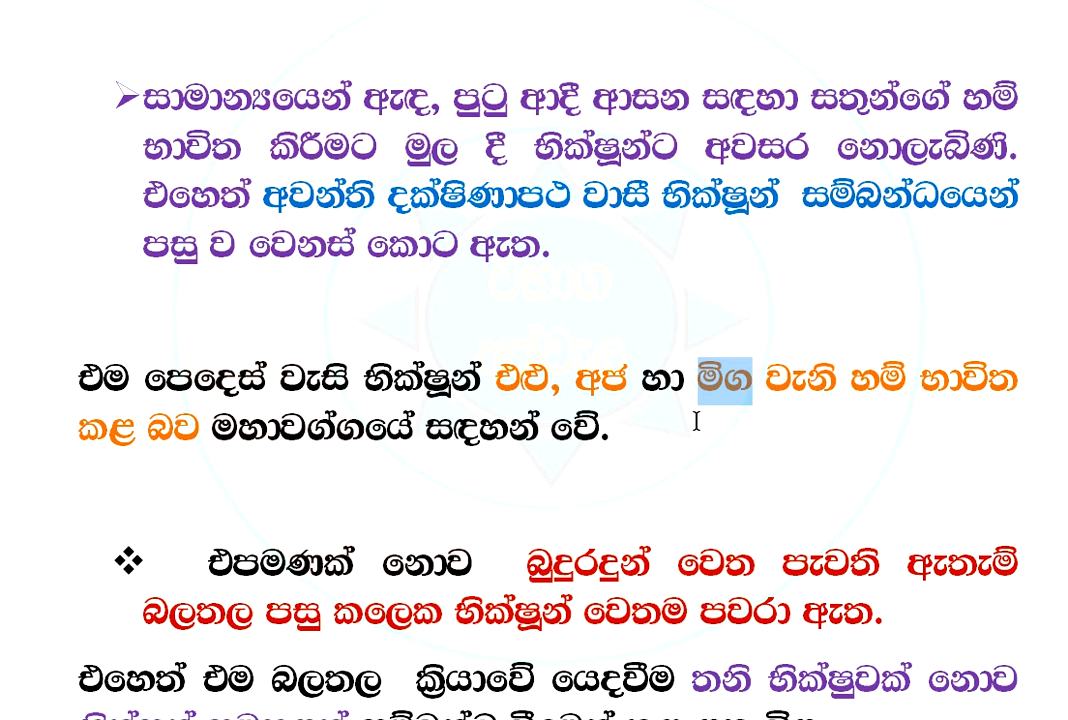 සාමාන්‍යයෙන් ඇඳ, පුටු ආදී ආසන සඳහා සතුන්ගේ හම්
භාවිත කිරීමට මුල දී භික්ෂූන්ට අවසර නොලැබිණි.
එහෙත් අවන්ති දක්ෂිණාපථ වාසී භික්ෂූන් සම්බන්ධයෙන්
පසු ව වෙනස් කොට ඇත.
එම පෙදෙස් වැසි භික්ෂූන් එළු, අජ හා මිග වැනි හම් භාවිත
කළ බව මහාවග්ගයේ සඳහන් වේ.
එපමණක් නොව බුදුරදුන් වෙත පැවති ඇතැම්
බලතල පසු කලෙක භික්ෂූන් වෙතම පවරා ඇත.
එහෙත් එම බලතල ක්‍රියාවේ යෙදවීම තනි භික්ෂුවක් නොව